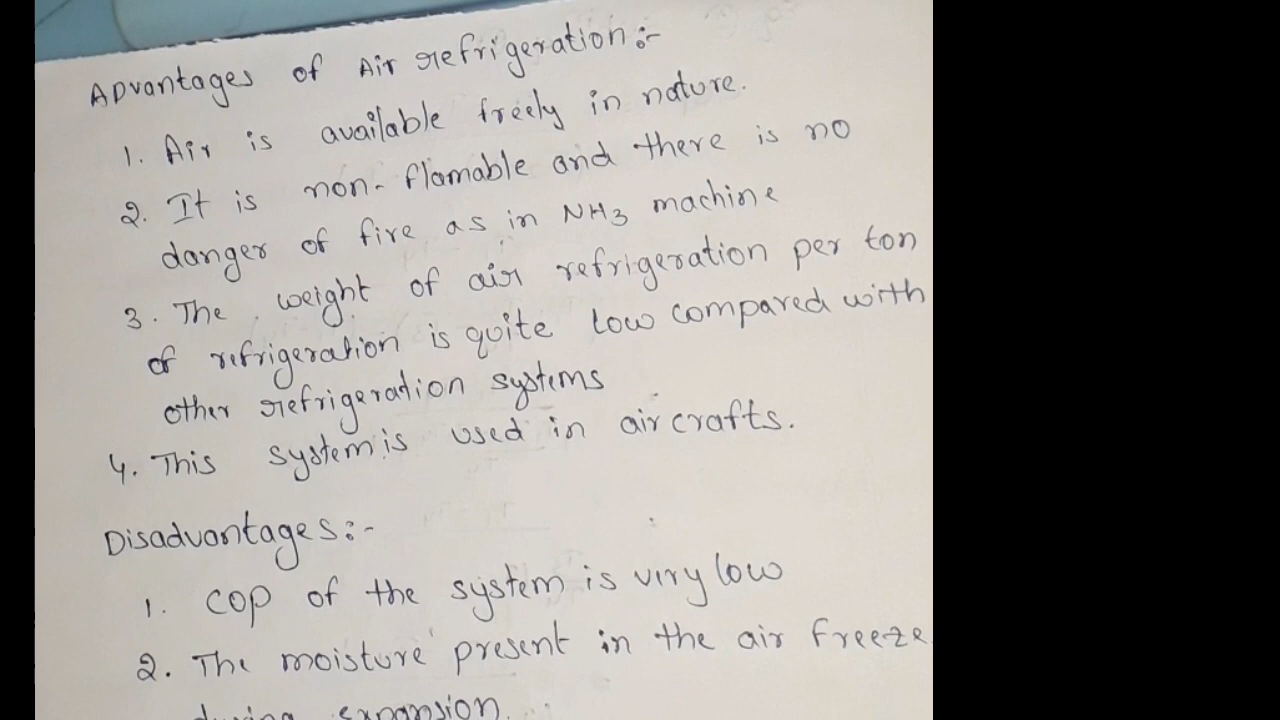 Advantages of Air refrigeration :-
1. Air is available freely in nature.
2. It is non-flamable and there is no
danger of fire as in NH3 machine
3. The weight of air refrigeration per ton
of refrigeration is quite low compared with
other refrigeration systems
4. This system is used in aircrafts.
Disadvantages :-
1. COP of the system is very low
2. The moisture present in the air freeze
during expansion.